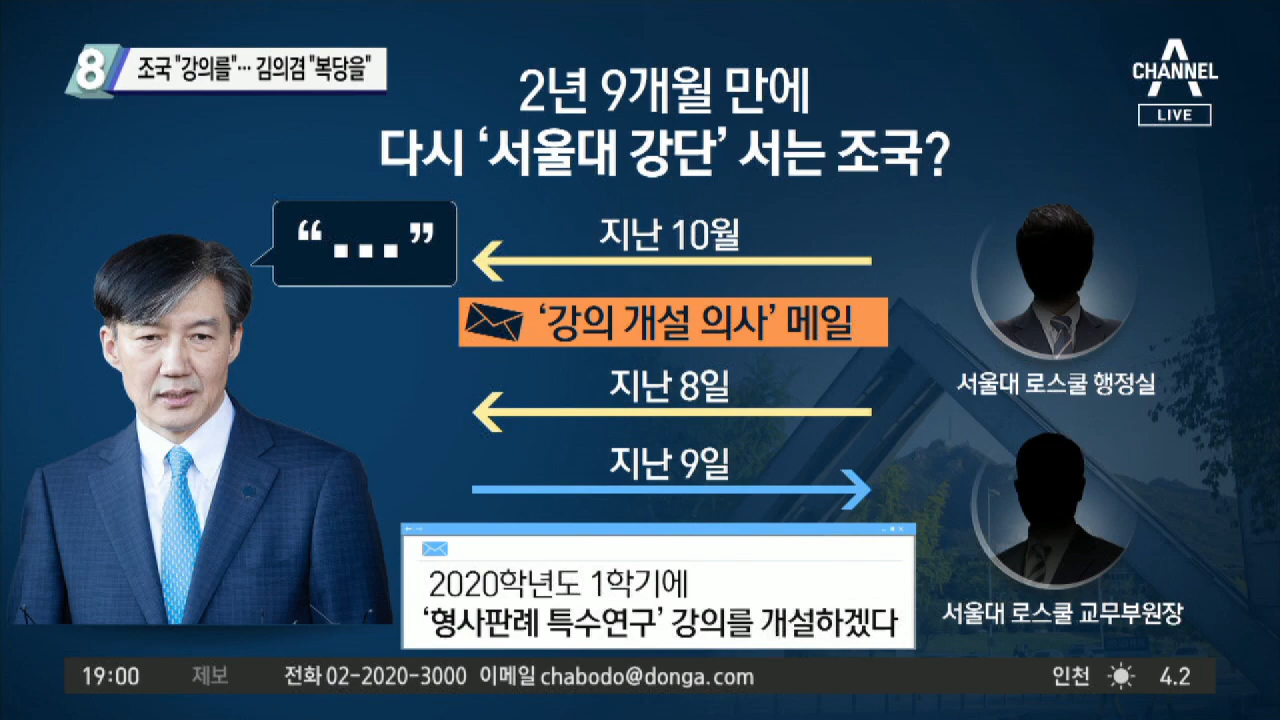 8
조국 "강의를"… 김의겸 "복당을"
CHANNEL A
LIVE
2년 9개월 만에
다시 ‘서울대 강단’ 서는 조국?
“...”
지난 10월
‘강의 개설 의사’ 메일
서울대 로스쿨 행정실
지난 8일
지난 9일
2020학년도 1학기에
‘형사판례 특수연구’ 강의를 개설하겠다
서울대 로스쿨 교무부원장
19:00 제보 전화 02-2020-3000 이메일 chabodo@donga.com 인천 4.2